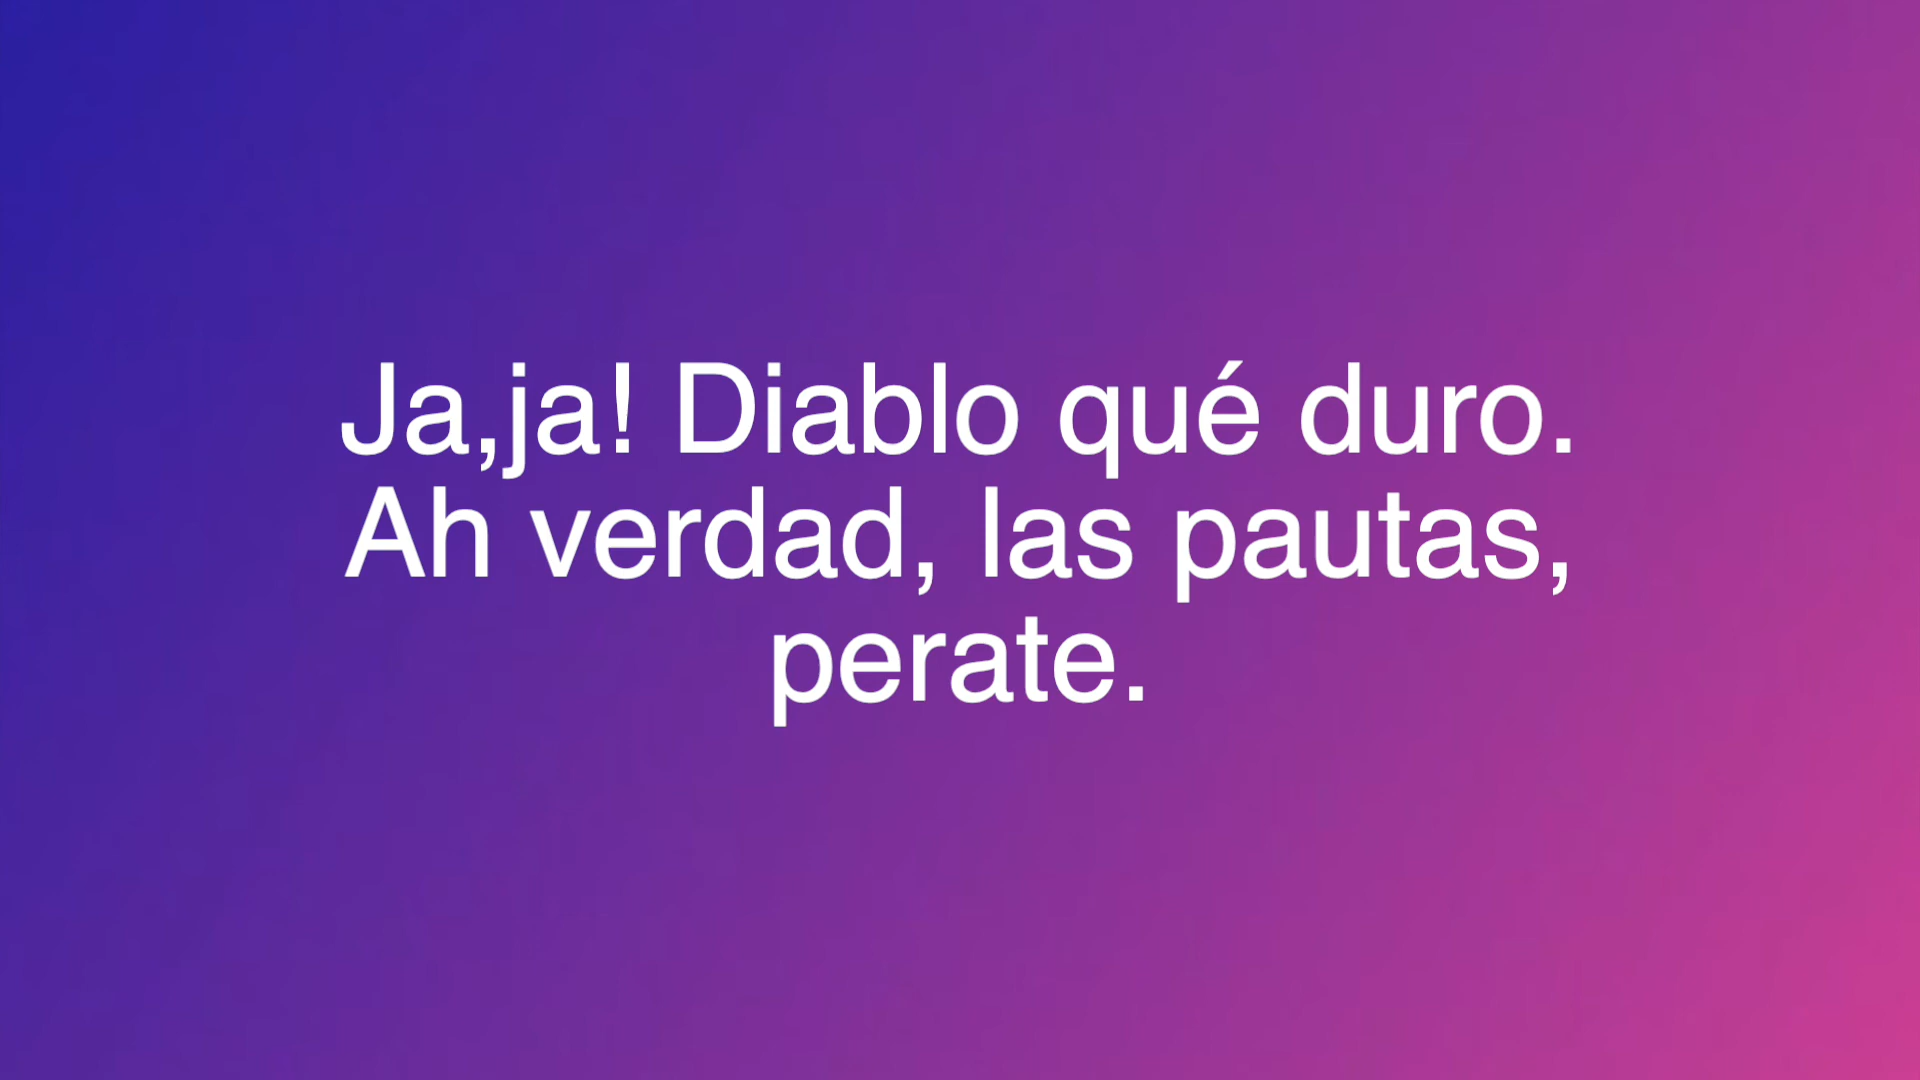 Ja,ja! Diablo qué duro.
Ah verdad, las pautas,
perate.